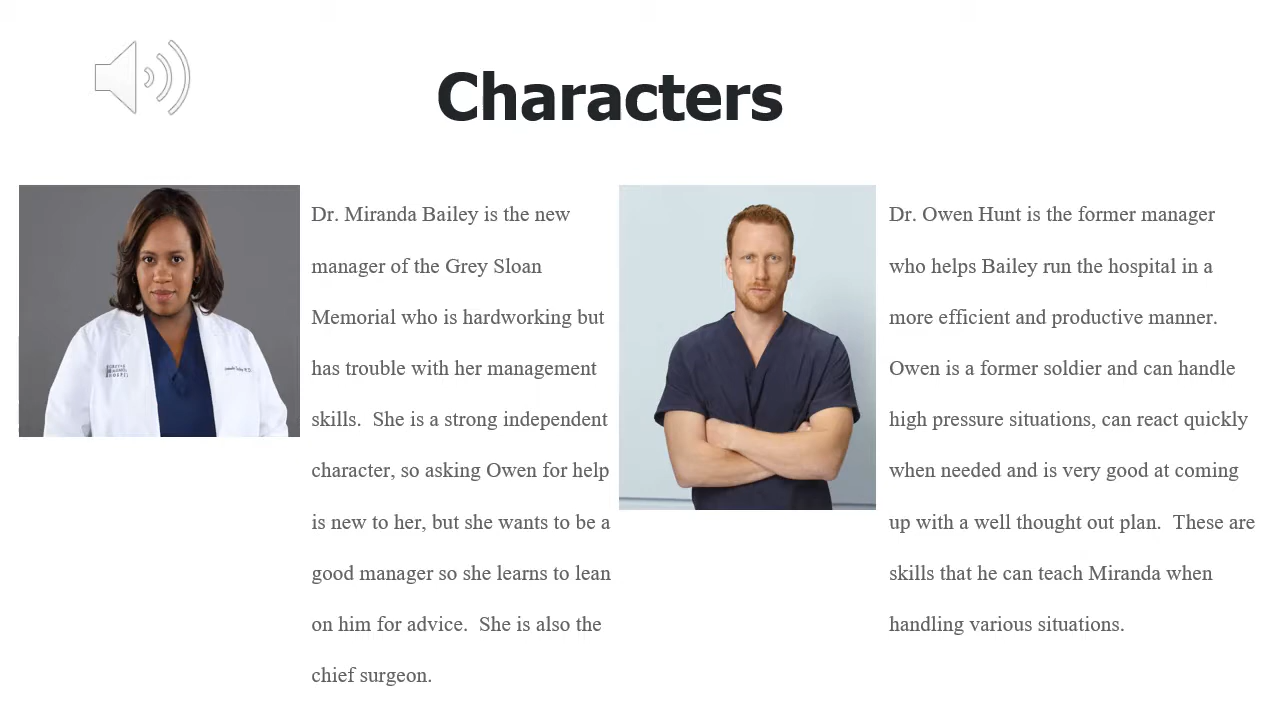 Characters
Dr. Miranda Bailey is the new
manager of the Grey Sloan
Memorial who is hardworking but
has trouble with her management
skills.  She is a strong independent
character, so asking Owen for help
is new to her, but she wants to be a
good manager so she learns to lean
on him for advice.  She is also the
chief surgeon.
Dr. Owen Hunt is the former manager
who helps Bailey run the hospital in a
more efficient and productive manner.
Owen is a former soldier and can handle
high pressure situations, can react quickly
when needed and is very good at coming
up with a well thought out plan.  These are
skills that he can teach Miranda when
handling various situations.